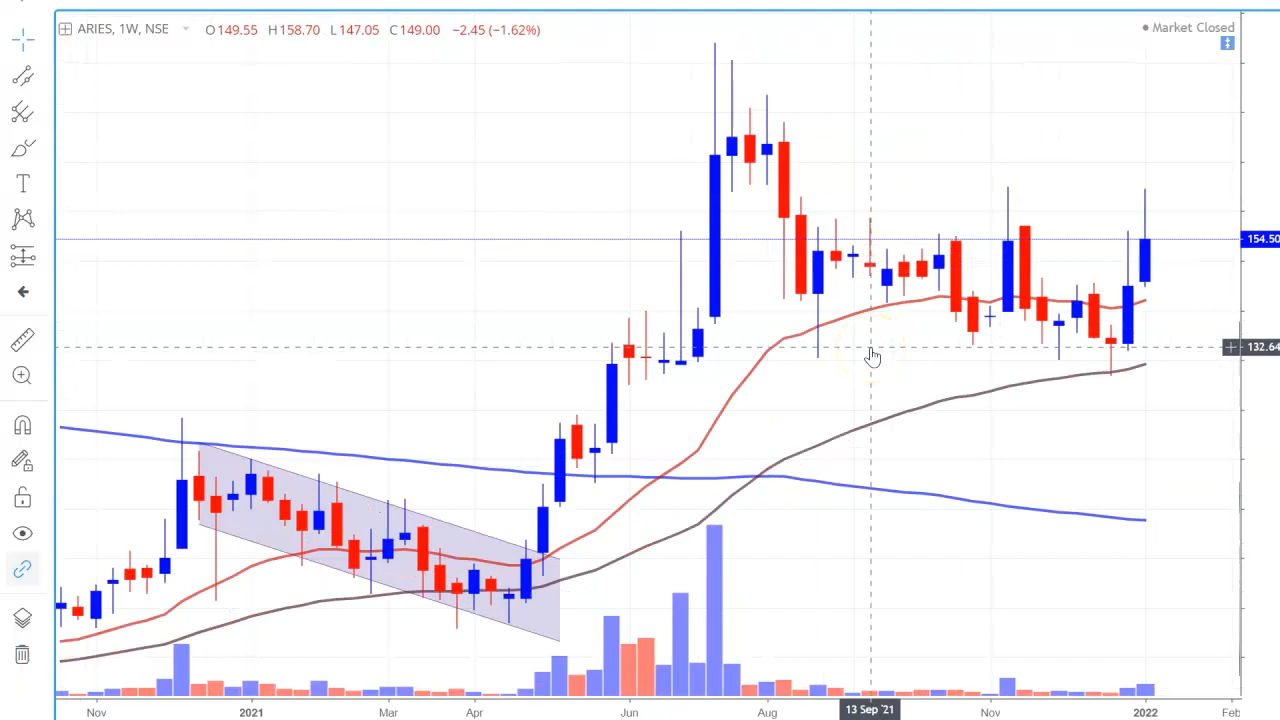 ARIES, 1W, NSE O149.55 H158.70 L147.05 C149.00 −2.45 (−1.62%)
Market Closed
154.50
132.64
Nov 2021 Mar Apr Jun Aug 13 Sep '21 Nov 2022 Feb